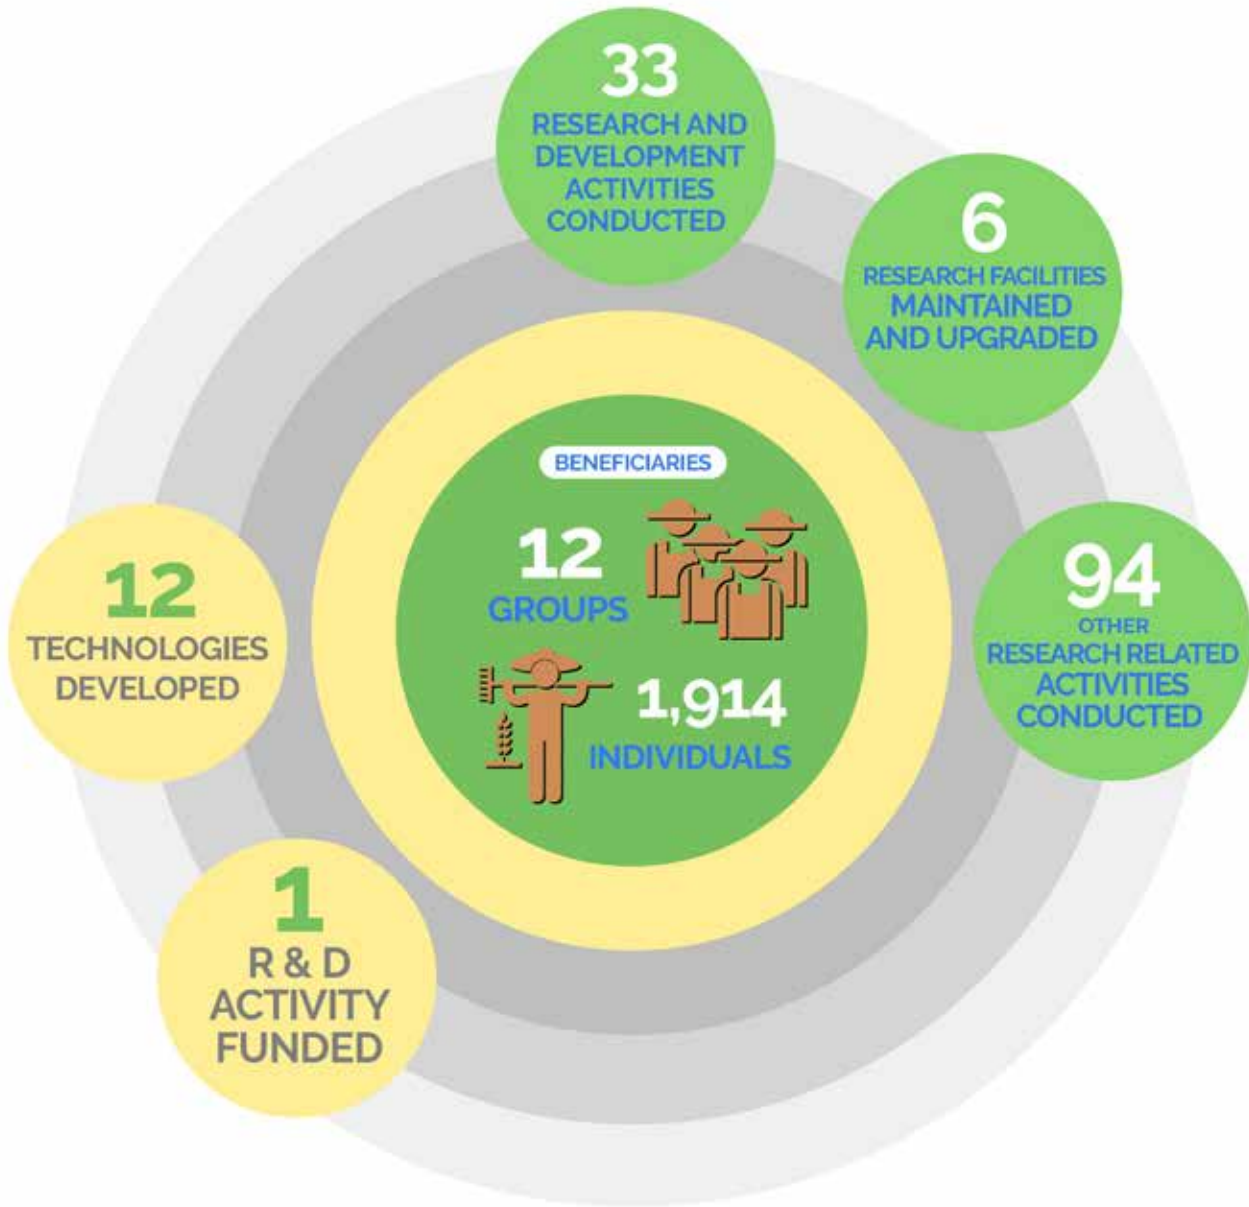 33
RESEARCH AND
DEVELOPMENT
ACTIVITIES
CONDUCTED
6
RESEARCH FACILITIES
MAINTAINED
AND UPGRADED
94
OTHER
RESEARCH RELATED
ACTIVITIES
CONDUCTED
BENEFICIARIES
12
GROUPS
1,914
INDIVIDUALS
12
TECHNOLOGIES
DEVELOPED
1
R & D
ACTIVITY
FUNDED